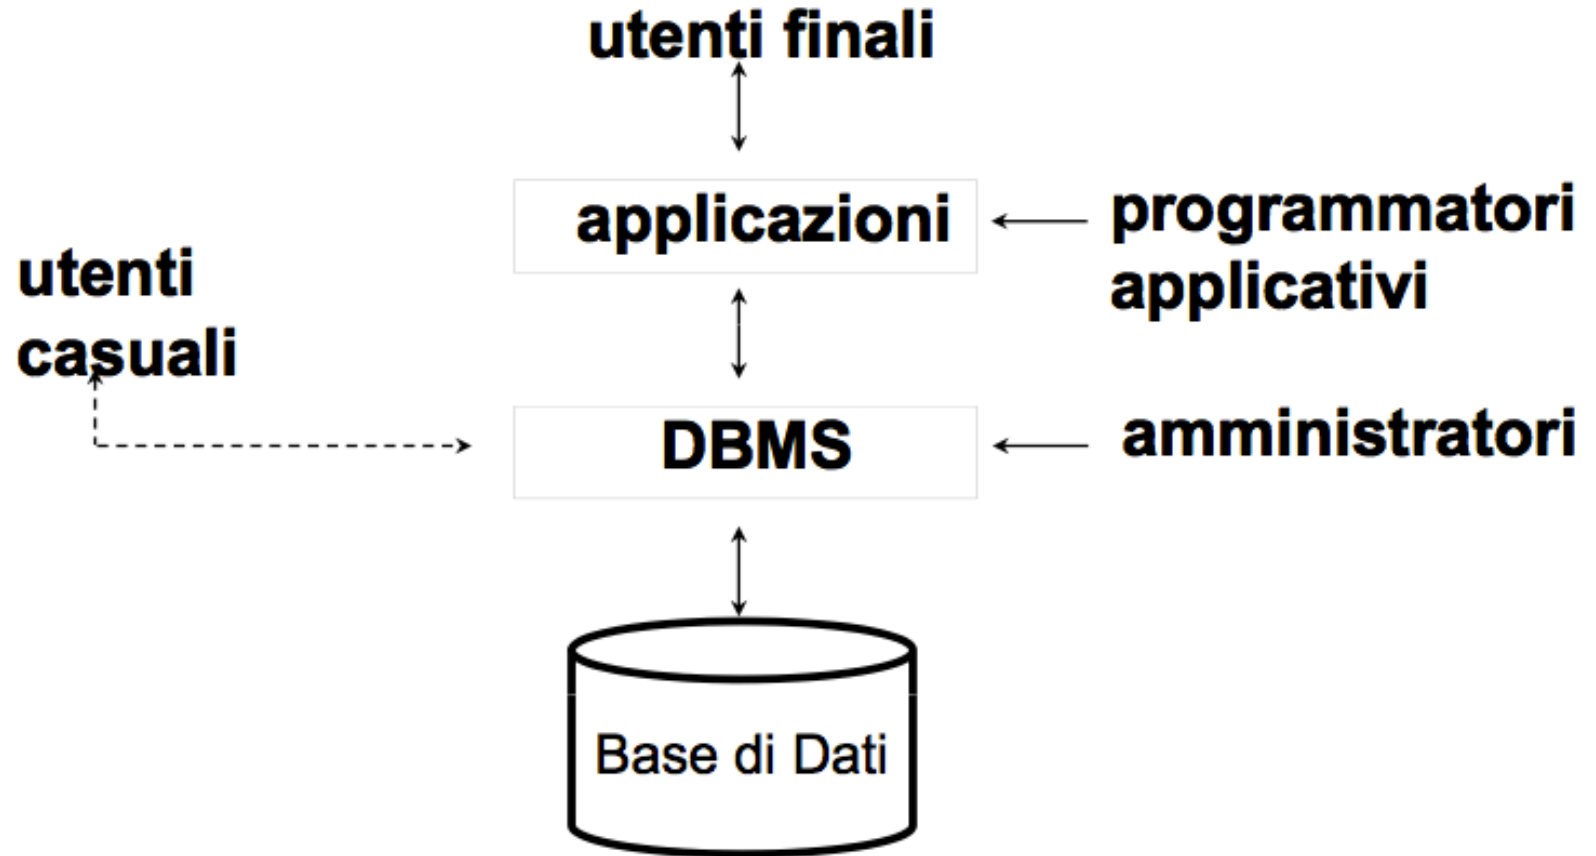 utenti finali
applicazioni
programmatori
applicativi
utenti
casuali
DBMS
amministratori
Base di Dati